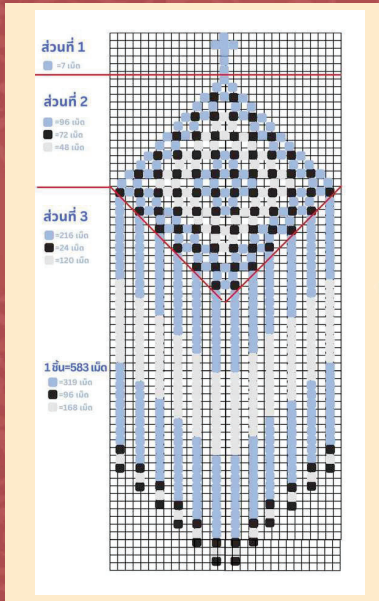 ส่วนที่ 1
=7 เม็ด
ส่วนที่ 2
=96 เม็ด
=72 เม็ด
=48 เม็ด
ส่วนที่ 3
=216 เม็ด
=24 เม็ด
=120 เม็ด
1 ชิ้น=583 เม็ด
=319 เม็ด
=96 เม็ด
=168 เม็ด